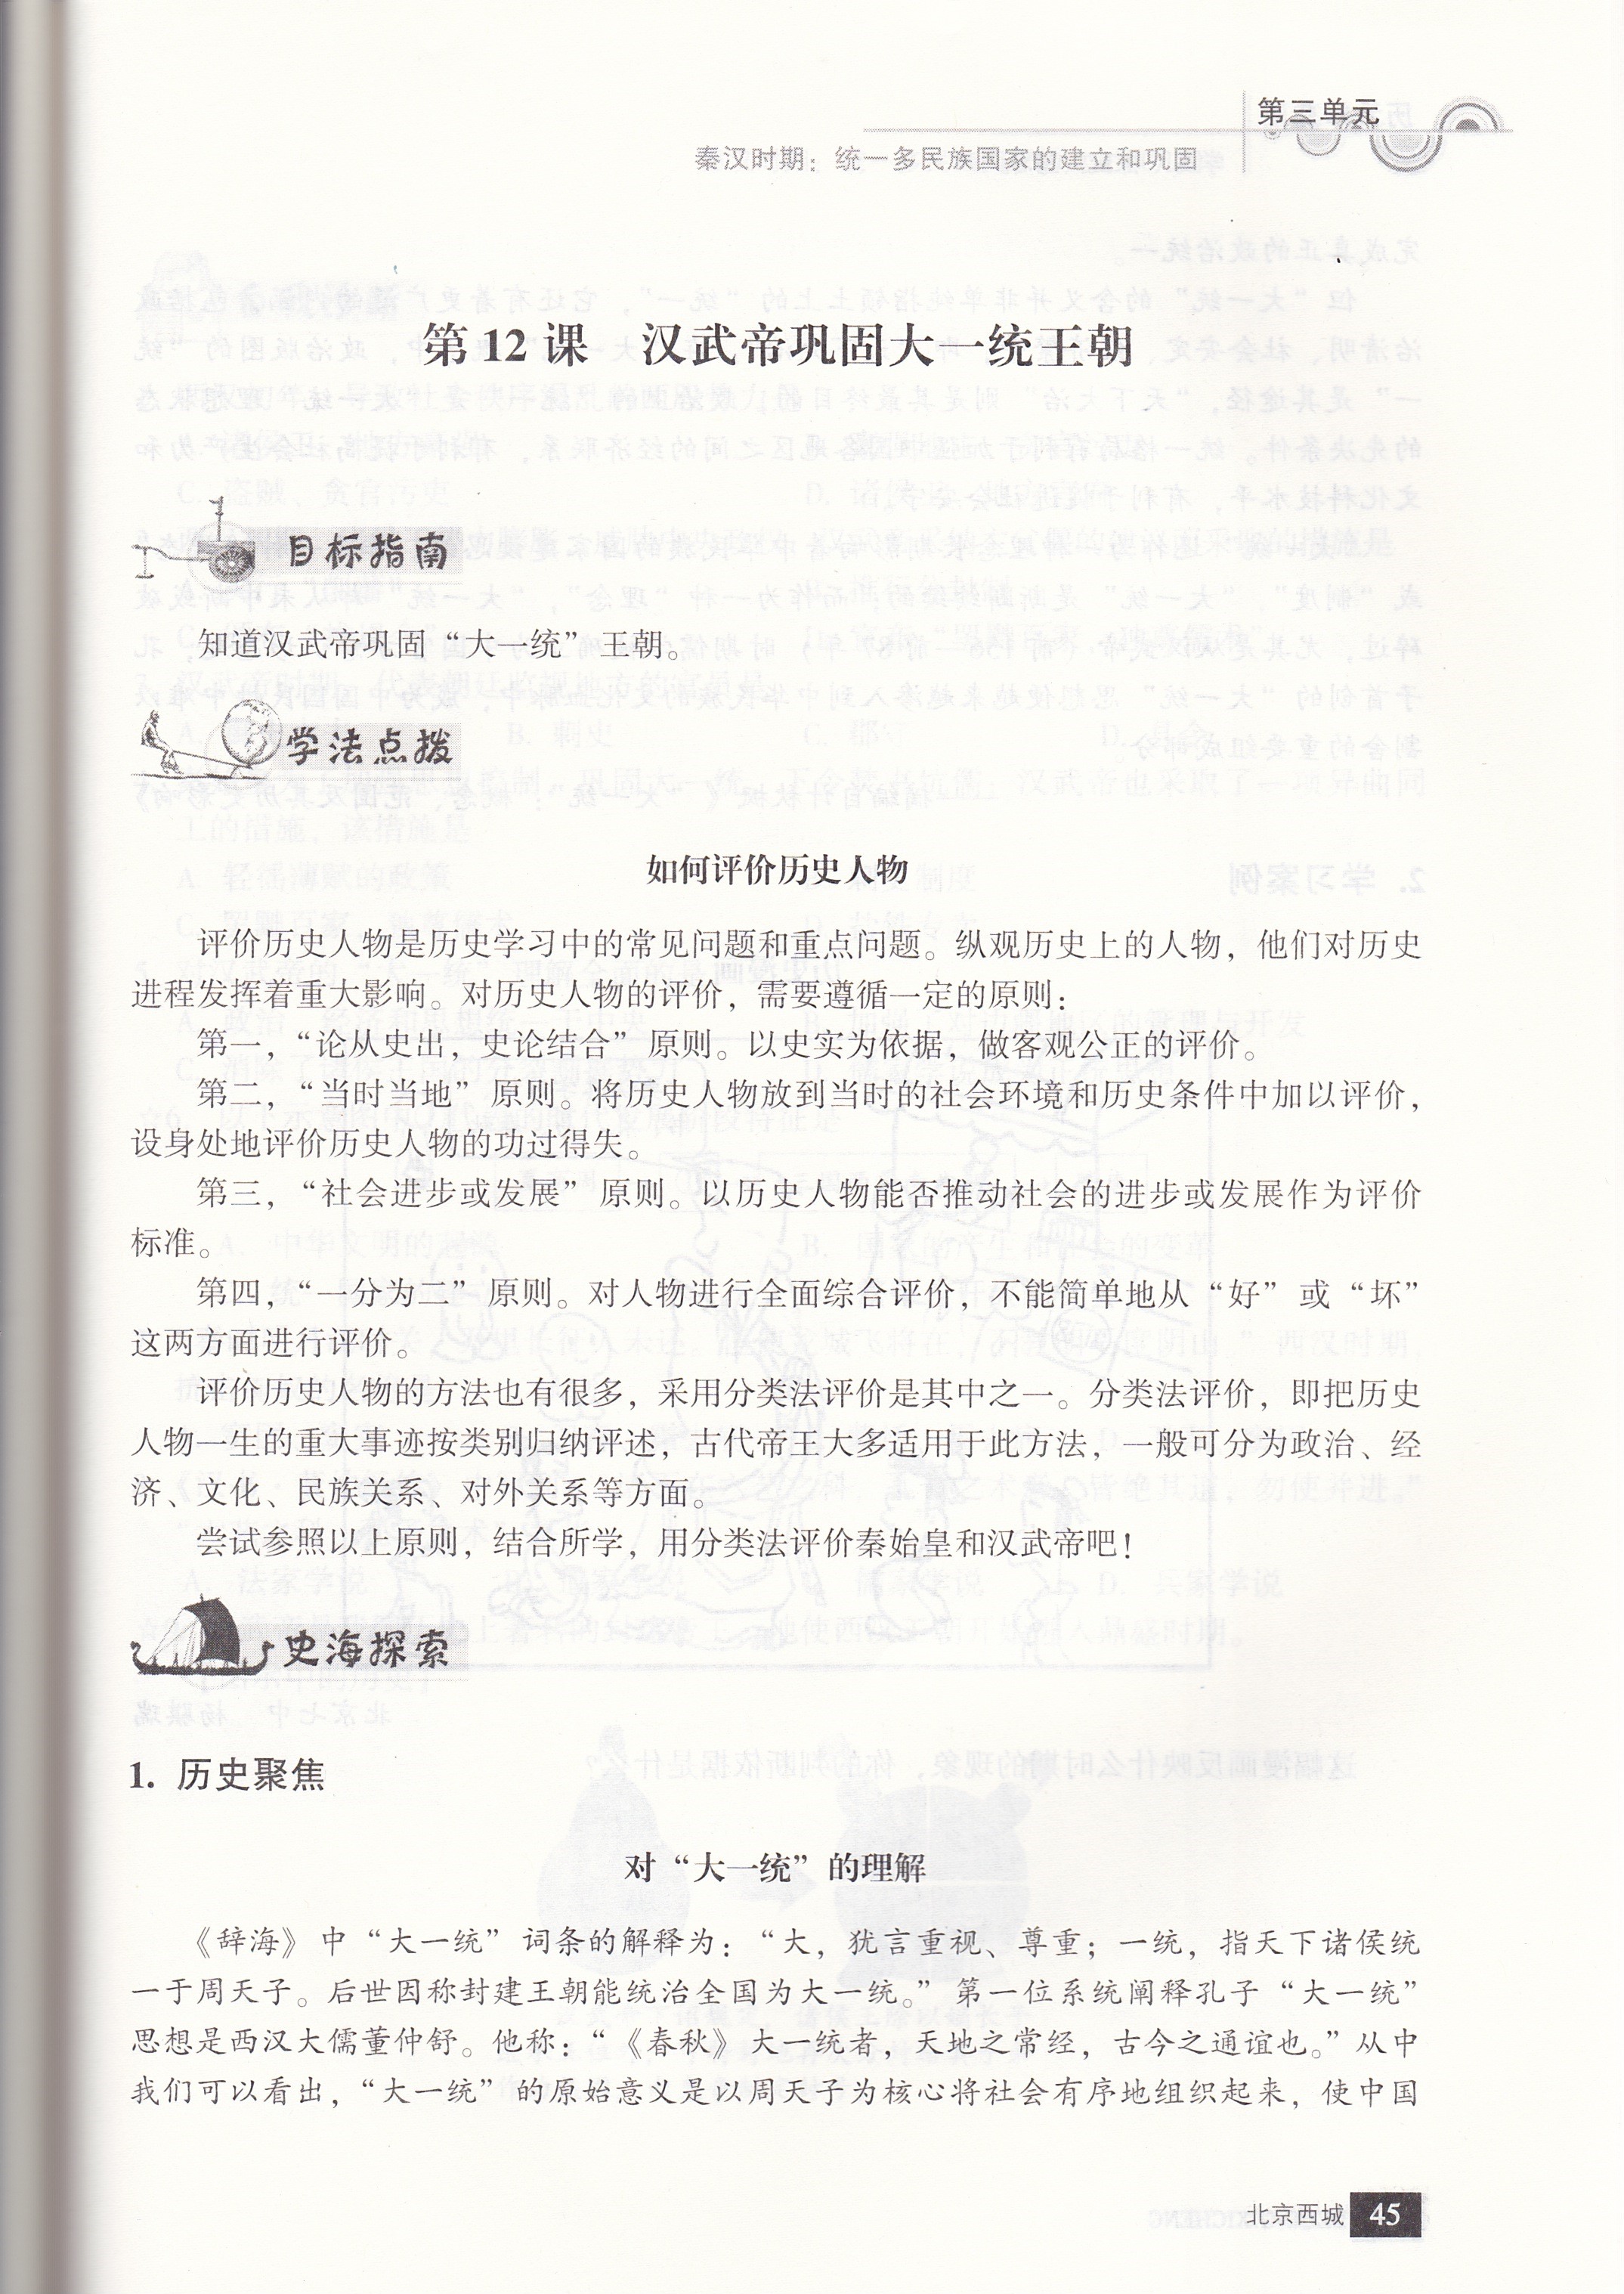 第三单元
秦汉时期：统一多民族国家的建立和巩固
第 12 课 汉武帝巩固大一统王朝
目标指南
知道汉武帝巩固“大一统”王朝。
学法点拨
如何评价历史人物
评价历史人物是历史学习中的常见问题和重点问题。纵观历史上的人物，他们对历史
进程发挥着重大影响。对历史人物的评价，需要遵循一定的原则：
第一，“论从史出，史论结合”原则。以史实为依据，做客观公正的评价。
第二，“当时当地”原则。将历史人物放到当时的社会环境和历史条件中加以评价，
设身处地评价历史人物的功过得失。
第三，“社会进步或发展”原则。以历史人物能否推动社会的进步或发展作为评价
标准。
第四，“一分为二”原则。对人物进行全面综合评价，不能简单地从“好”或“坏”
这两方面进行评价。
评价历史人物的方法也有很多，采用分类法评价是其中之一。分类法评价，即把历史
人物一生的重大事迹按类别归纳评述，古代帝王大多适用于此方法，一般可分为政治、经
济、文化、民族关系、对外关系等方面。
尝试参照以上原则，结合所学，用分类法评价秦始皇和汉武帝吧！
史海探索
1. 历史聚焦
对“大一统”的理解
《辞海》中“大一统”词条的解释为：“大，犹言重视、尊重；一统，指天下诸侯统
一于周天子。后世因称封建王朝能统治全国为大一统。”第一位系统阐释孔子“大一统”
思想是西汉大儒董仲舒。他称：“《春秋》大一统者，天地之常经，古今之通谊也。”从中
我们可以看出，“大一统”的原始意义是以周天子为核心将社会有序地组织起来，使中国
北京西城 45